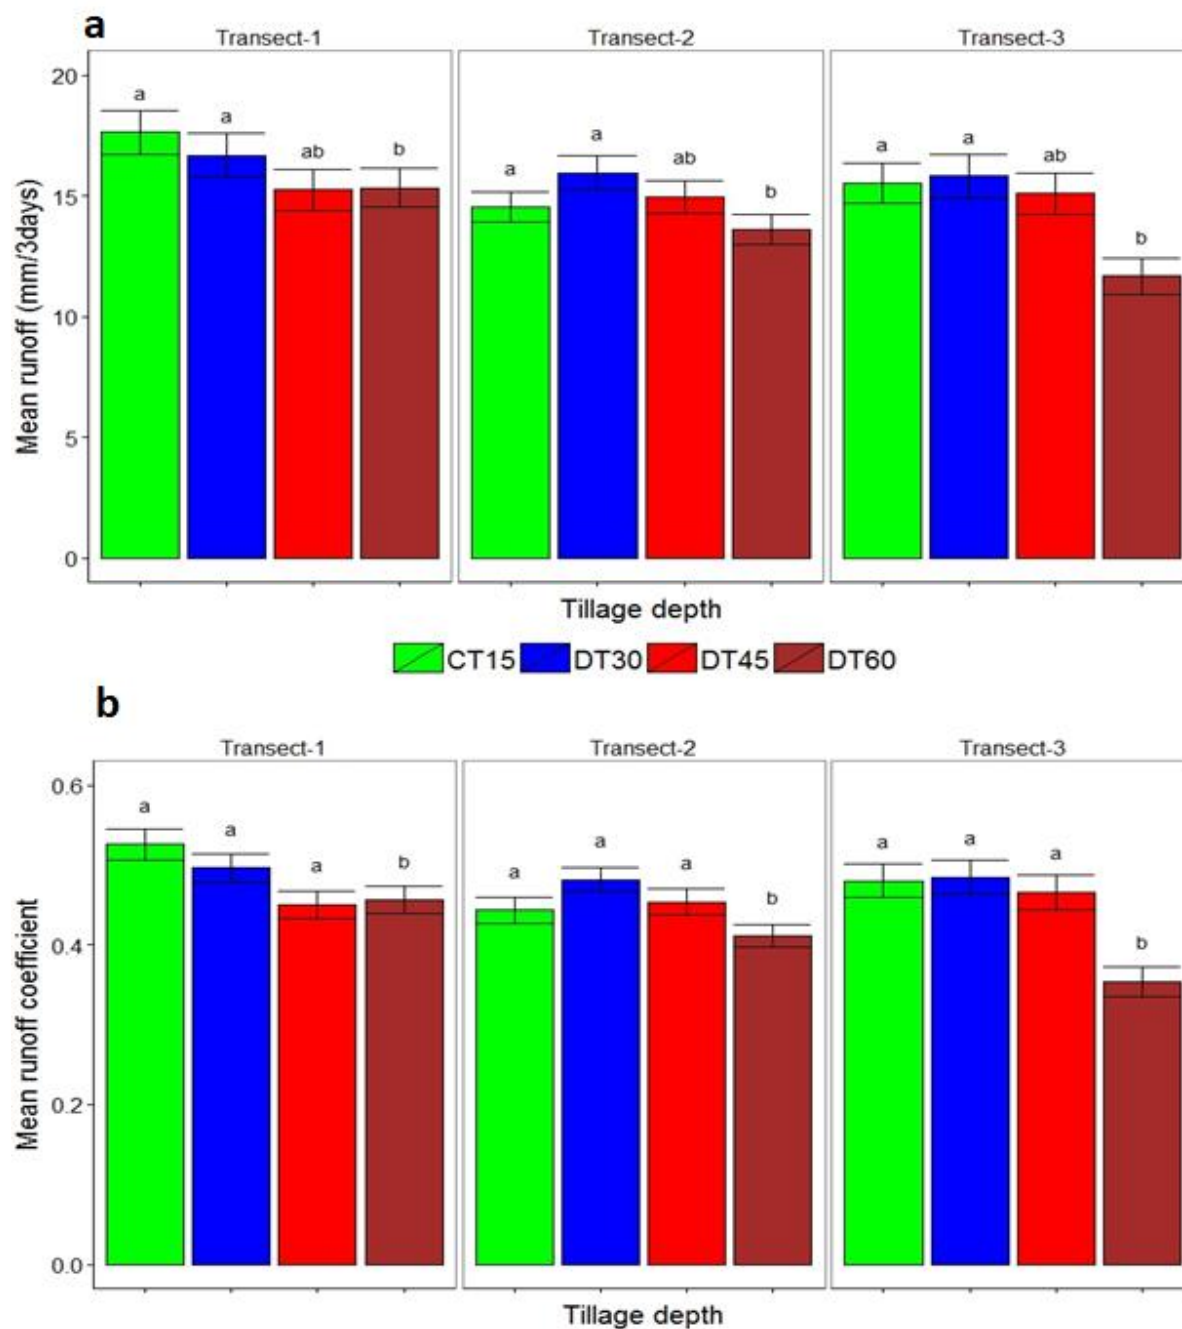 a
Transect-1 Transect-2 Transect-3
20
15
10
5
0
a a ab b
a a ab b
a a ab b
Mean runoff (mm/3days)
Tillage depth
CT15 DT30 DT45 DT60
b
Transect-1 Transect-2 Transect-3
0.6
0.4
0.2
0.0
a a a b
a a a b
a a a b
Mean runoff coefficient
Tillage depth